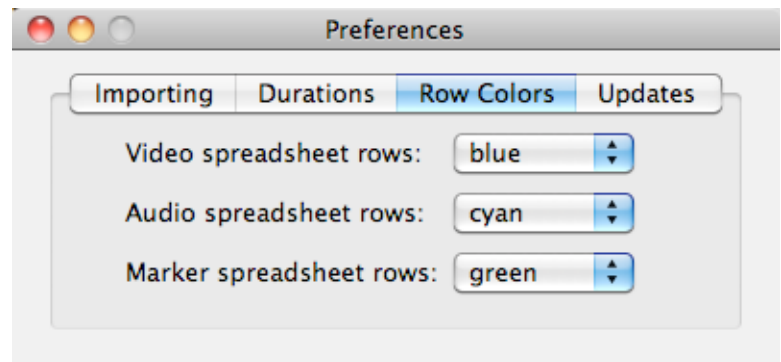 Preferences
Importing Durations Row Colors Updates
Video spreadsheet rows: blue
Audio spreadsheet rows: cyan
Marker spreadsheet rows: green